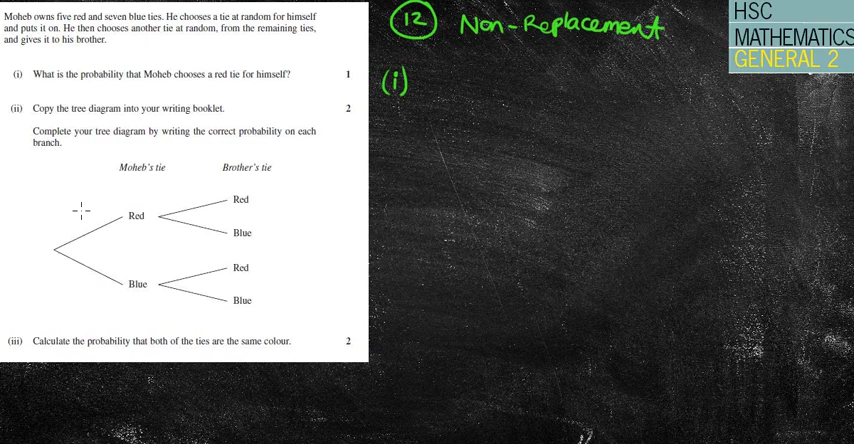 Moheb owns five red and seven blue ties. He chooses a tie at random for himself
and puts it on. He then chooses another tie at random, from the remaining ties,
and gives it to his brother.
(i) What is the probability that Moheb chooses a red tie for himself? 1
(ii) Copy the tree diagram into your writing booklet. 2
Complete your tree diagram by writing the correct probability on each
branch.
Moheb's tie Brother's tie
Red
Red
Blue
Red
Blue
Blue
(iii) Calculate the probability that both of the ties are the same colour. 2
12 Non-Replacement
(i)
HSC
MATHEMATICS
GENERAL 2